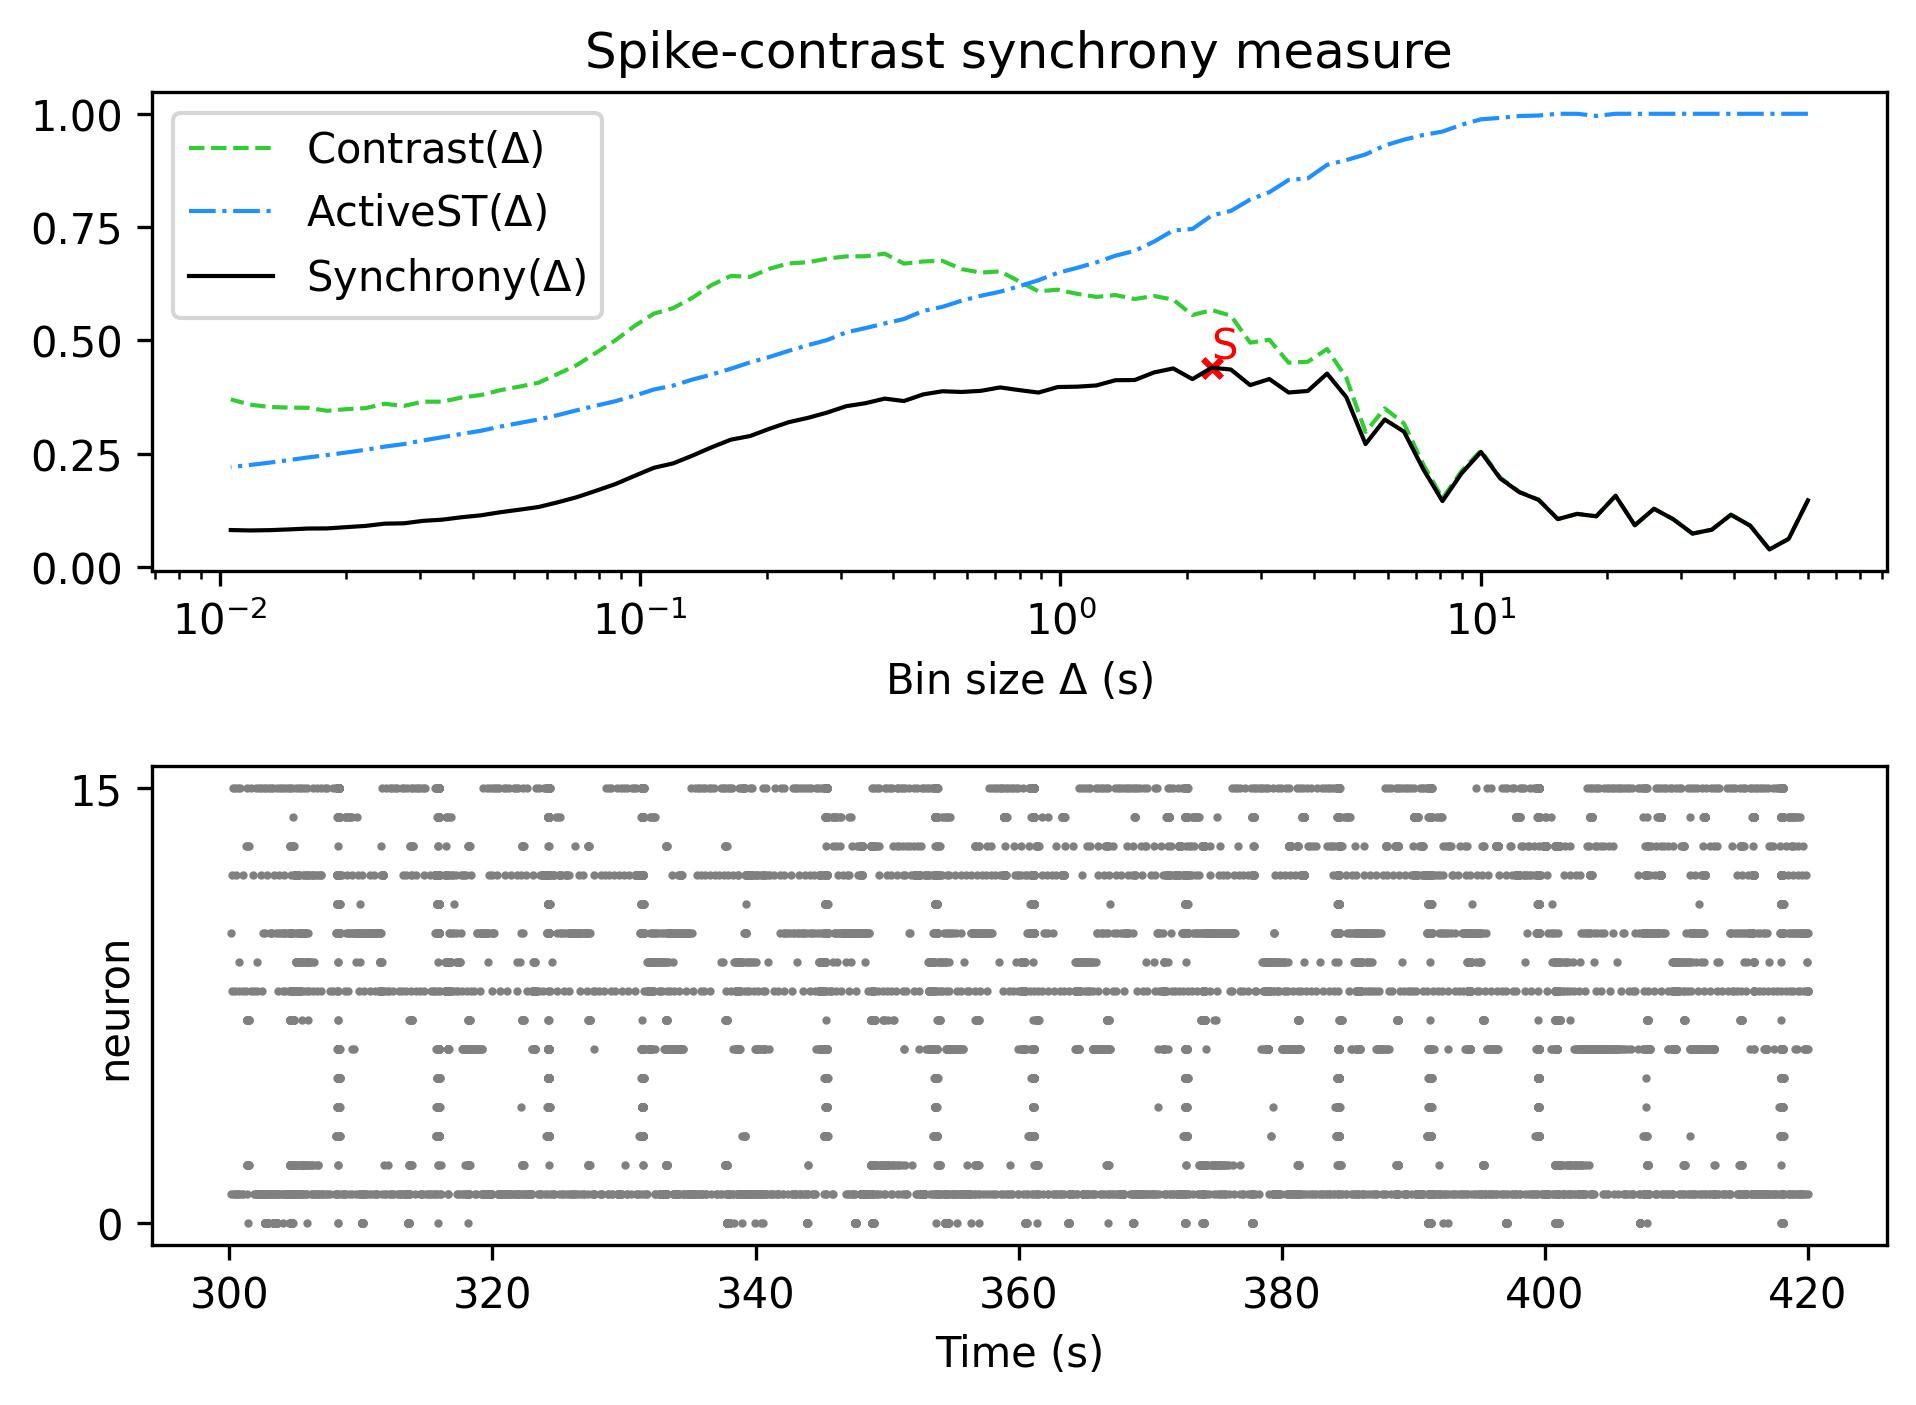 Spike-contrast synchrony measure
1.00
0.75
0.50
0.25
0.00
Contrast(Δ)
ActiveST(Δ)
Synchrony(Δ)
S
10⁻² 10⁻¹ 10⁰ 10¹
Bin size Δ (s)
15
0
neuron
300 320 340 360 380 400 420
Time (s)